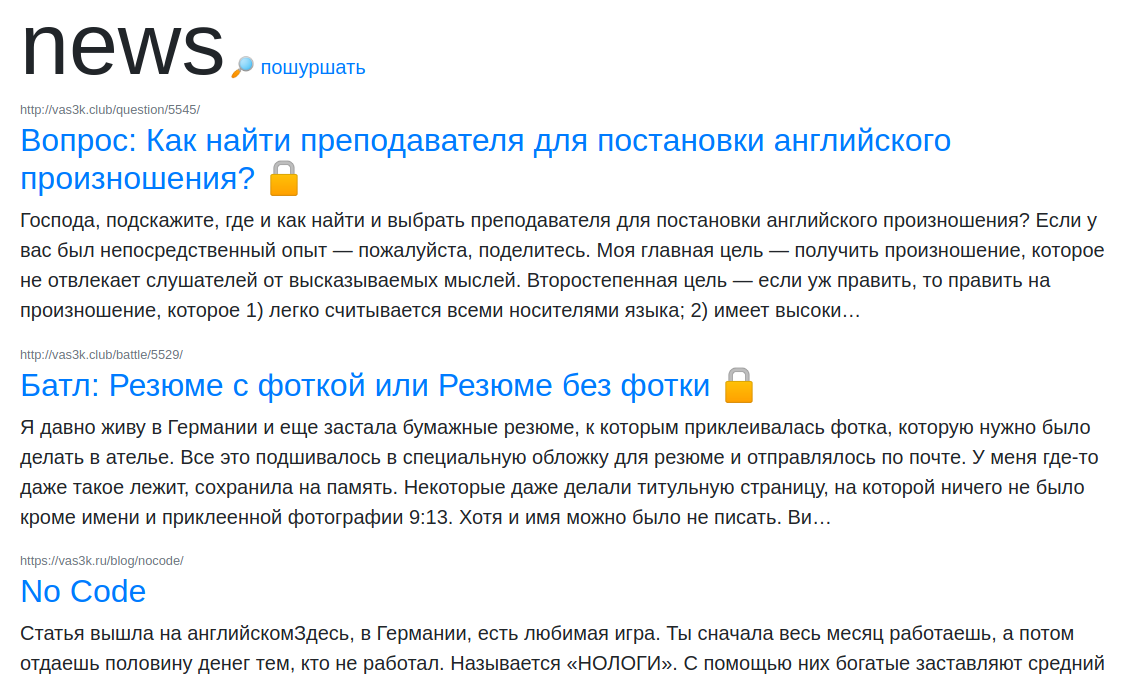 news 🔎 пошуршать
http://vas3k.club/question/5545/
Вопрос: Как найти преподавателя для постановки английского
произношения? 🔒
Господа, подскажите, где и как найти и выбрать преподавателя для постановки английского произношения? Если у
вас был непосредственный опыт — пожалуйста, поделитесь. Моя главная цель — получить произношение, которое
не отвлекает слушателей от высказываемых мыслей. Второстепенная цель — если уж править, то править на
произношение, которое 1) легко считывается всеми носителями языка; 2) имеет высоки…
http://vas3k.club/battle/5529/
Батл: Резюме с фоткой или Резюме без фотки 🔒
Я давно живу в Германии и еще застала бумажные резюме, к которым приклеивалась фотка, которую нужно было
делать в ателье. Все это подшивалось в специальную обложку для резюме и отправлялось по почте. У меня где-то
даже такое лежит, сохранила на память. Некоторые даже делали титульную страницу, на которой ничего не было
кроме имени и приклеенной фотографии 9:13. Хотя и имя можно было не писать. Ви…
https://vas3k.ru/blog/nocode/
No Code
Статья вышла на английскомЗдесь, в Германии, есть любимая игра. Ты сначала весь месяц работаешь, а потом
отдаешь половину денег тем, кто не работал. Называется «НОЛОГИ». С помощью них богатые заставляют средний